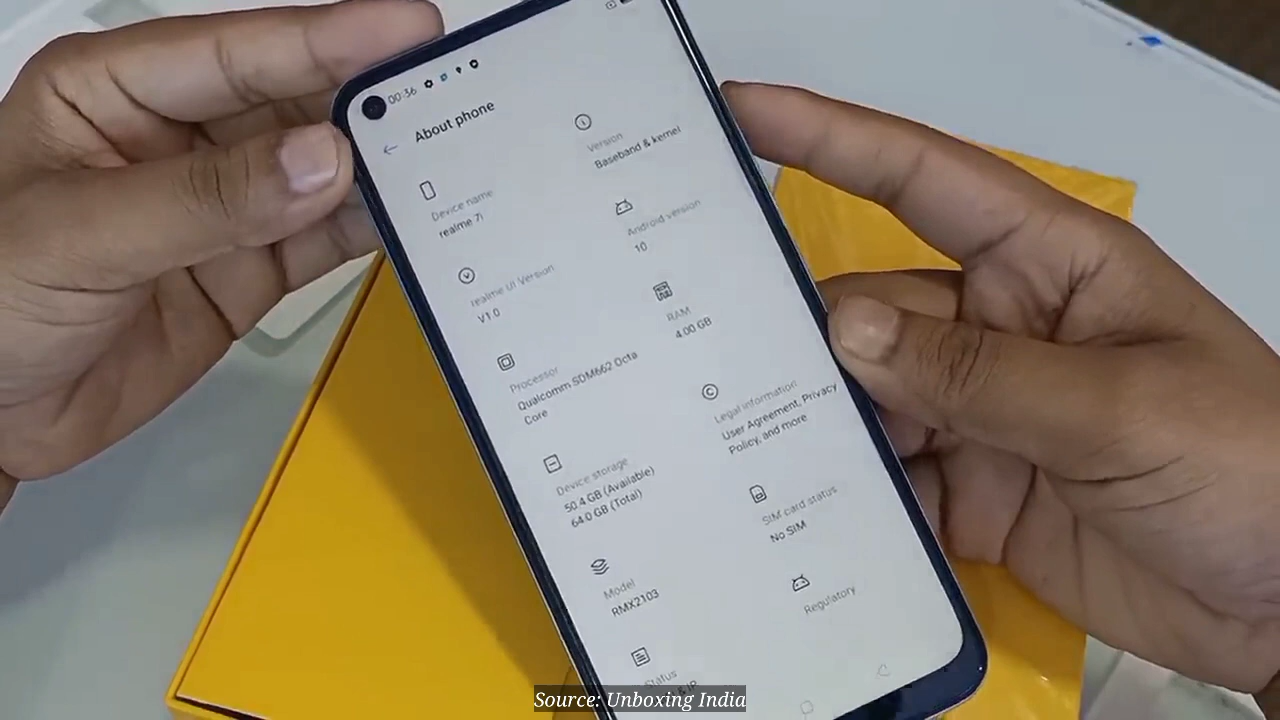 00:36
About phone
Device name
realme 7i
Version
Baseband & kernel
realme UI Version
V1.0
Android version
10
Processor
Qualcomm SDM662 Octa
Core
RAM
4.00 GB
Device storage
50.4 GB (Available)
64.0 GB (Total)
Legal information
User Agreement, Privacy
Policy, and more
Model
RMX2103
SIM card status
No SIM
Status
Regulatory
Source: Unboxing India